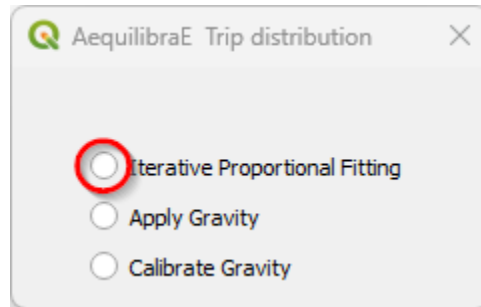 AequilibraE Trip distribution
Iterative Proportional Fitting
Apply Gravity
Calibrate Gravity